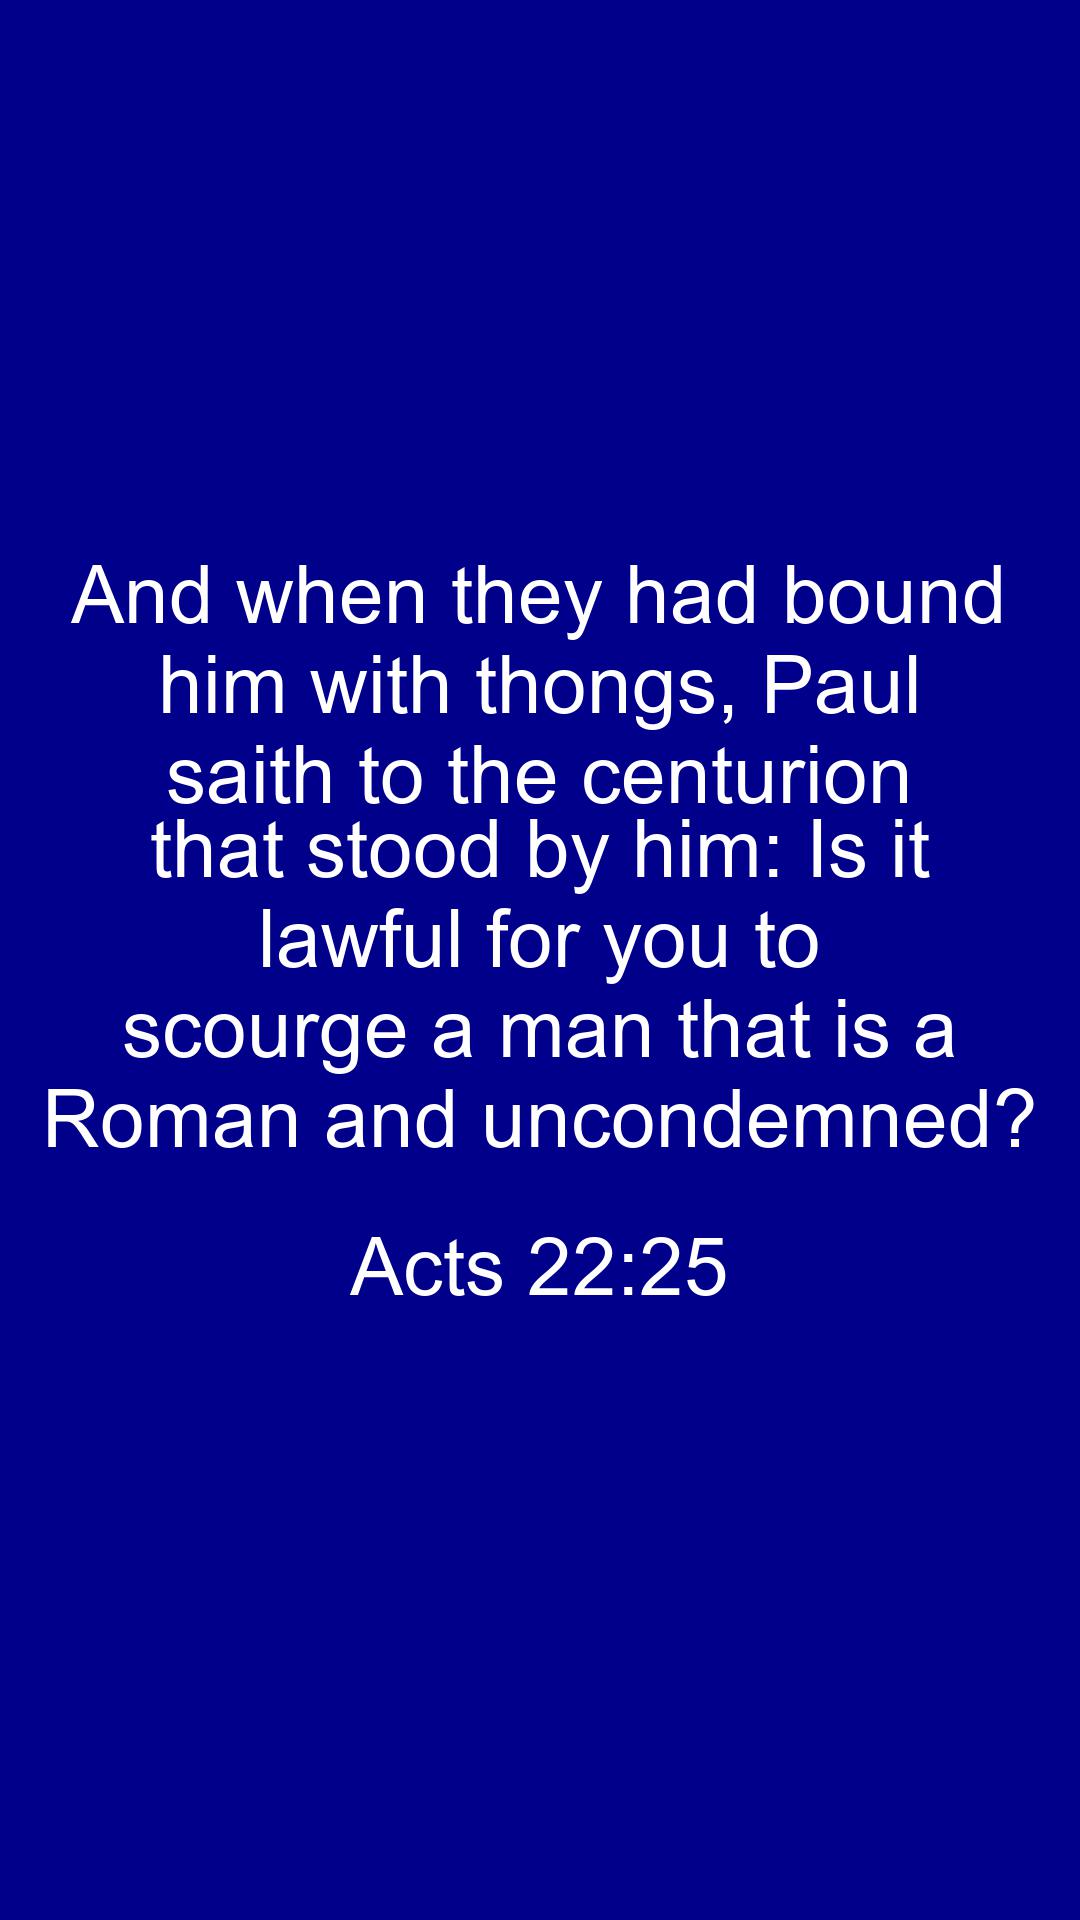 And when they had bound
him with thongs, Paul
saith to the centurion
that stood by him: Is it
lawful for you to
scourge a man that is a
Roman and uncondemned?
Acts 22:25